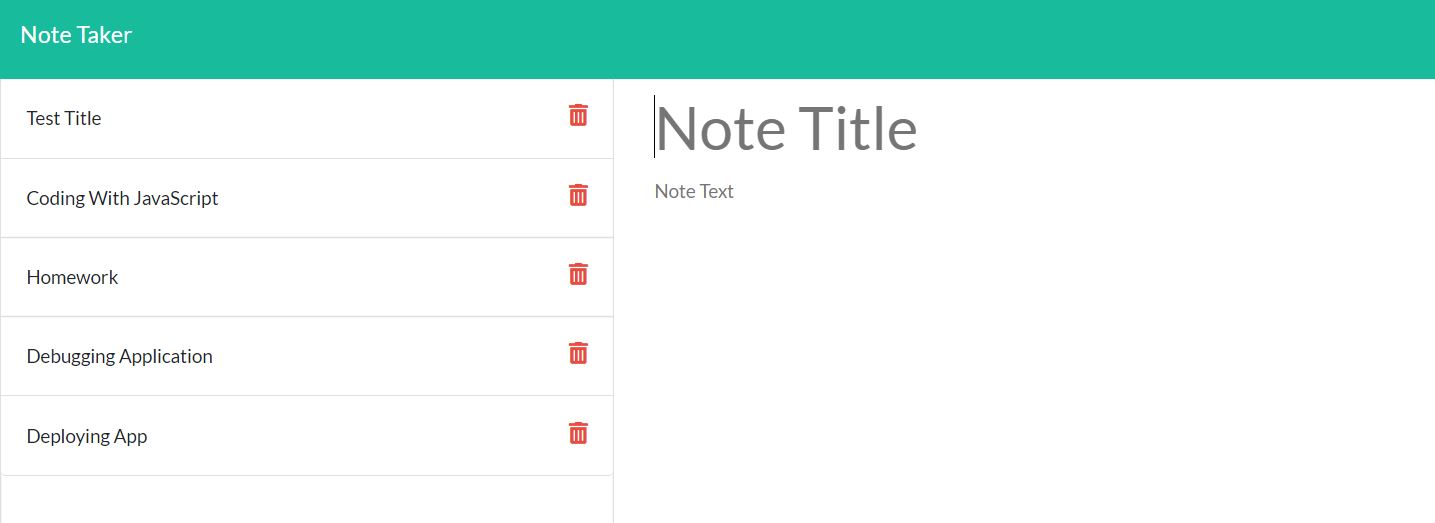 Note Taker
Test Title
Coding With JavaScript
Homework
Debugging Application
Deploying App
Note Title
Note Text